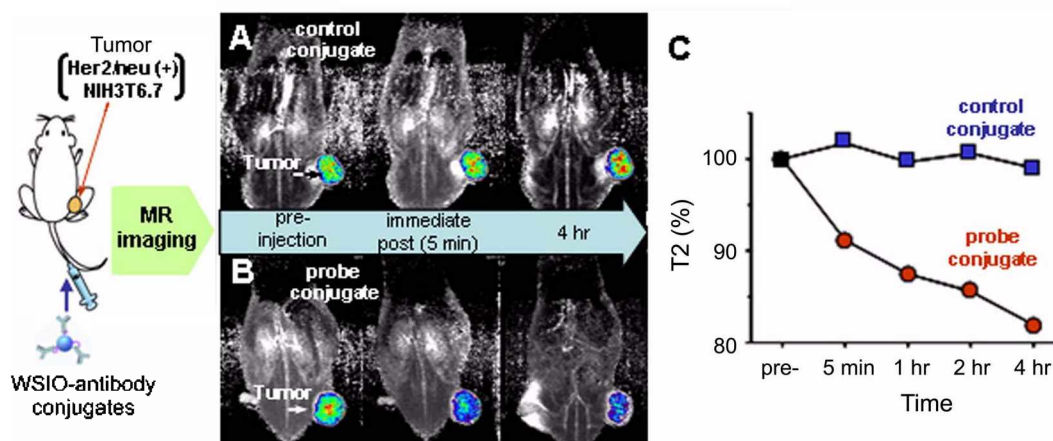 Tumor
Her2/neu (+)
NIH3T6.7
MR
imaging
WSIO-antibody
conjugates
A
control
conjugate
Tumor
pre-
injection
immediate
post (5 min)
4 hr
B
probe
conjugate
Tumor
C
control
conjugate
probe
conjugate
T2 (%)
100
90
80
pre-
5 min
1 hr
2 hr
4 hr
Time